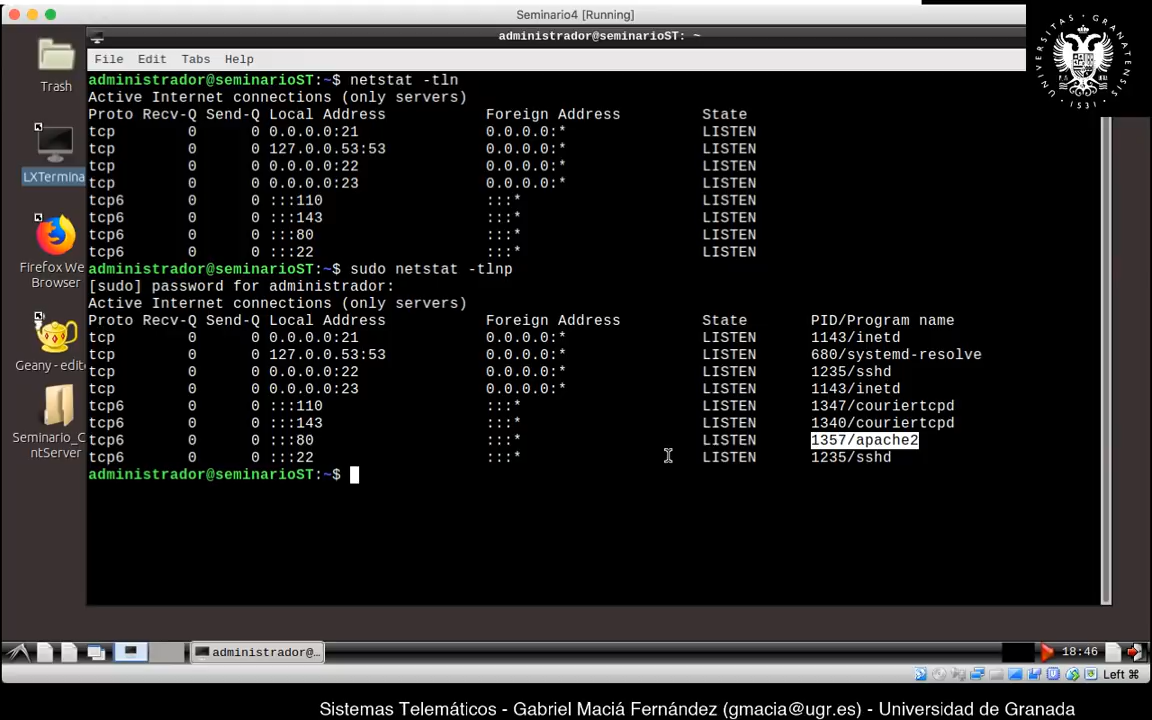 Seminario4 [Running]
administrador@seminarioST: ~
File Edit Tabs Help
administrador@seminarioST:~$ netstat -tln
Active Internet connections (only servers)
Proto Recv-Q Send-Q Local Address Foreign Address State
tcp 0 0 0.0.0.0:21 0.0.0.0:* LISTEN
tcp 0 0 127.0.0.53:53 0.0.0.0:* LISTEN
tcp 0 0 0.0.0.0:22 0.0.0.0:* LISTEN
tcp 0 0 0.0.0.0:23 0.0.0.0:* LISTEN
tcp6 0 0 :::110 :::* LISTEN
tcp6 0 0 :::143 :::* LISTEN
tcp6 0 0 :::80 :::* LISTEN
tcp6 0 0 :::22 :::* LISTEN
administrador@seminarioST:~$ sudo netstat -tlnp
[sudo] password for administrador:
Active Internet connections (only servers)
Proto Recv-Q Send-Q Local Address Foreign Address State PID/Program name
tcp 0 0 0.0.0.0:21 0.0.0.0:* LISTEN 1143/inetd
tcp 0 0 127.0.0.53:53 0.0.0.0:* LISTEN 680/systemd-resolve
tcp 0 0 0.0.0.0:22 0.0.0.0:* LISTEN 1235/sshd
tcp 0 0 0.0.0.0:23 0.0.0.0:* LISTEN 1143/inetd
tcp6 0 0 :::110 :::* LISTEN 1347/couriertcpd
tcp6 0 0 :::143 :::* LISTEN 1340/couriertcpd
tcp6 0 0 :::80 :::* LISTEN 1357/apache2
tcp6 0 0 :::22 :::* LISTEN 1235/sshd
administrador@seminarioST:~$
Trash
LXTermina
Firefox We
Browser
Geany - edit
Seminario_C
ntServer
UNIVERSITAS GRANATENSIS
1531
administrador@...
18:46
Left ⌘
Sistemas Telemáticos - Gabriel Maciá Fernández (gmacia@ugr.es) - Universidad de Granada